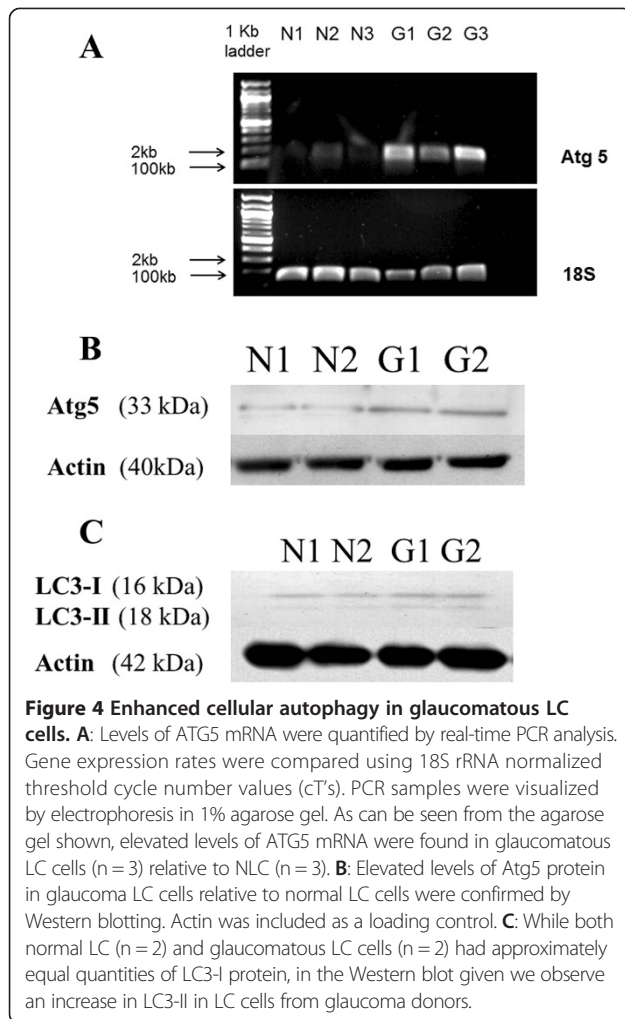 A
1 Kb ladder N1 N2 N3 G1 G2 G3
2kb
100kb
Atg 5
2kb
100kb
18S
B
N1 N2 G1 G2
Atg5 (33 kDa)
Actin (40kDa)
C
N1 N2 G1 G2
LC3-I (16 kDa)
LC3-II (18 kDa)
Actin (42 kDa)
Figure 4 Enhanced cellular autophagy in glaucomatous LC
cells. A: Levels of ATG5 mRNA were quantified by real-time PCR analysis.
Gene expression rates were compared using 18S rRNA normalized
threshold cycle number values (cT's). PCR samples were visualized
by electrophoresis in 1% agarose gel. As can be seen from the agarose
gel shown, elevated levels of ATG5 mRNA were found in glaucomatous
LC cells (n = 3) relative to NLC (n = 3). B: Elevated levels of Atg5 protein
in glaucoma LC cells relative to normal LC cells were confirmed by
Western blotting. Actin was included as a loading control. C: While both
normal LC (n = 2) and glaucomatous LC cells (n = 2) had approximately
equal quantities of LC3-I protein, in the Western blot given we observe
an increase in LC3-II in LC cells from glaucoma donors.